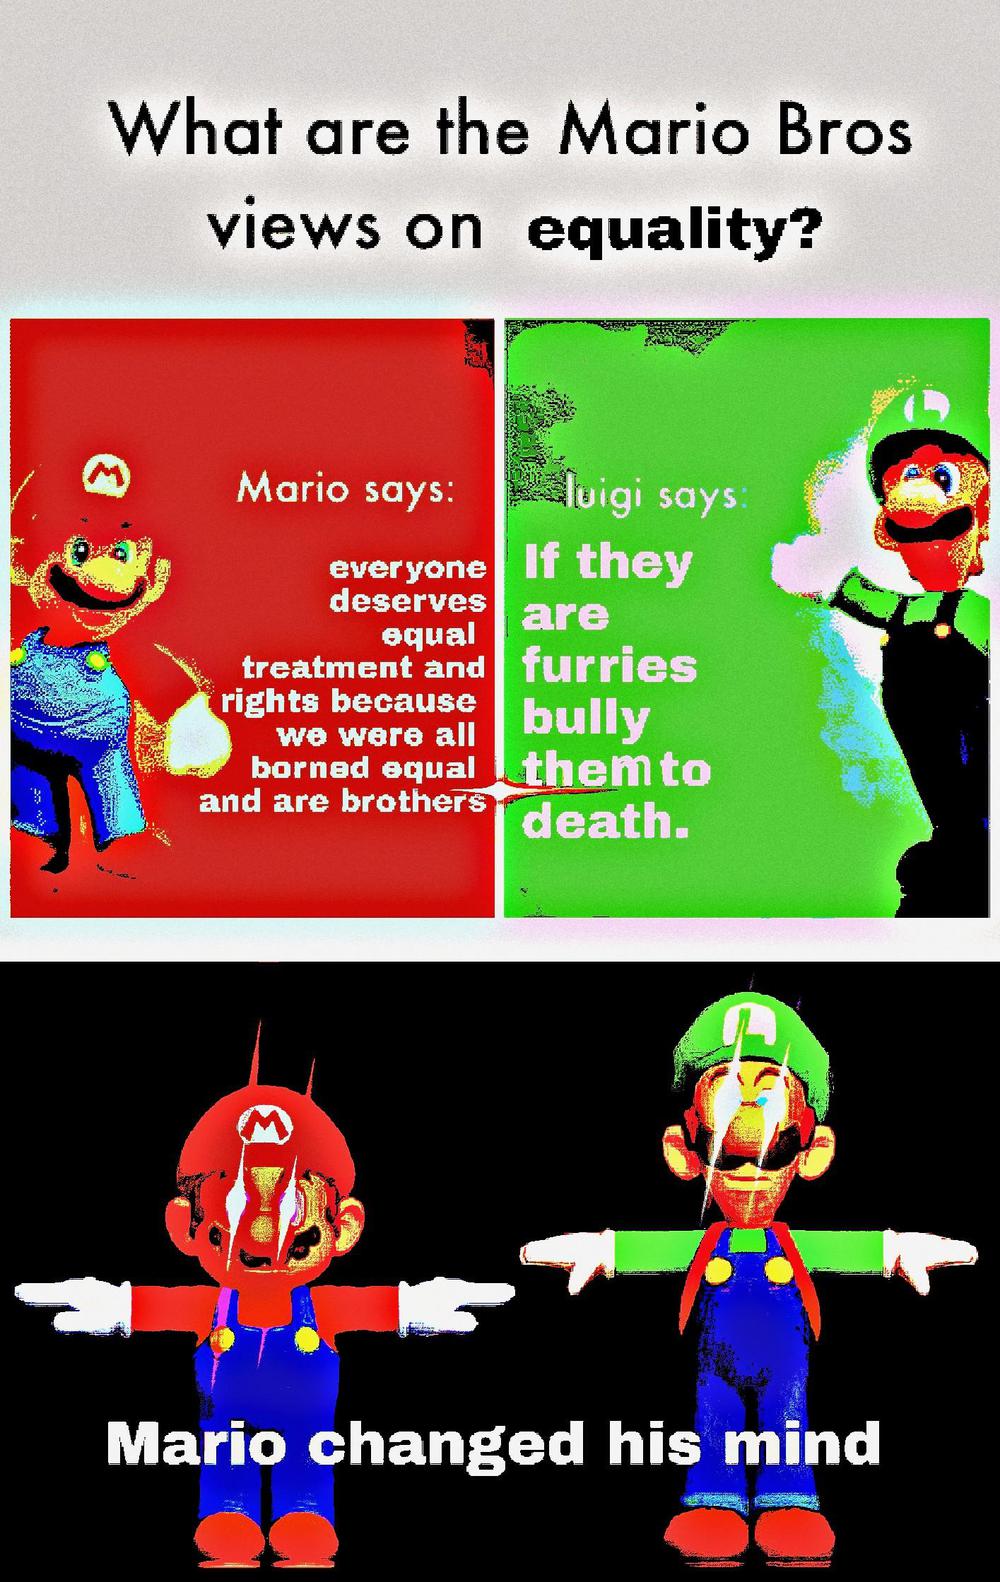 What are the Mario Bros
views on equality?
M
Mario says:
everyone
deserves
equal
treatment and
rights because
we were all
borned equal
and are brothers
L
luigi says:
If they
are
furries
bully
them to
death.
M
L
Mario changed his mind